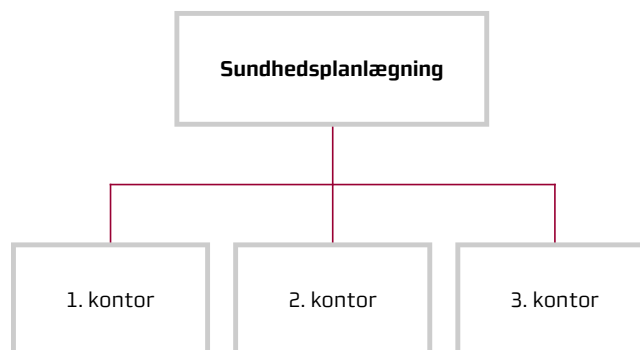 Sundhedsplanlægning
1. kontor
2. kontor
3. kontor